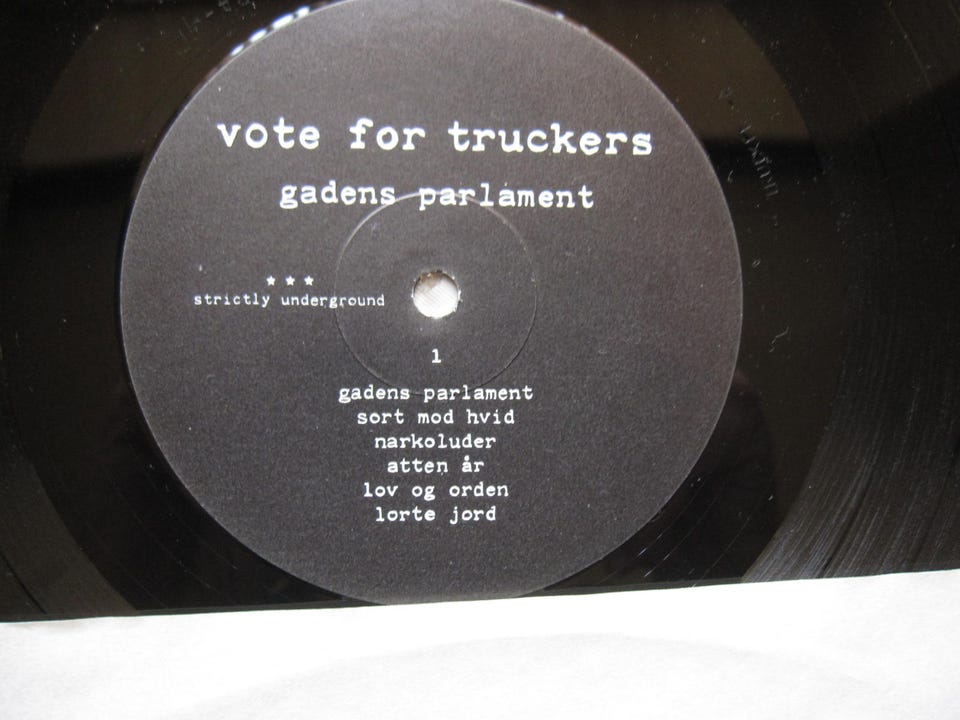 vote for truckers
gadens parlament
★ ★ ★
strictly underground
1
gadens parlament
sort mod hvid
narkoluder
atten år
lov og orden
lorte jord